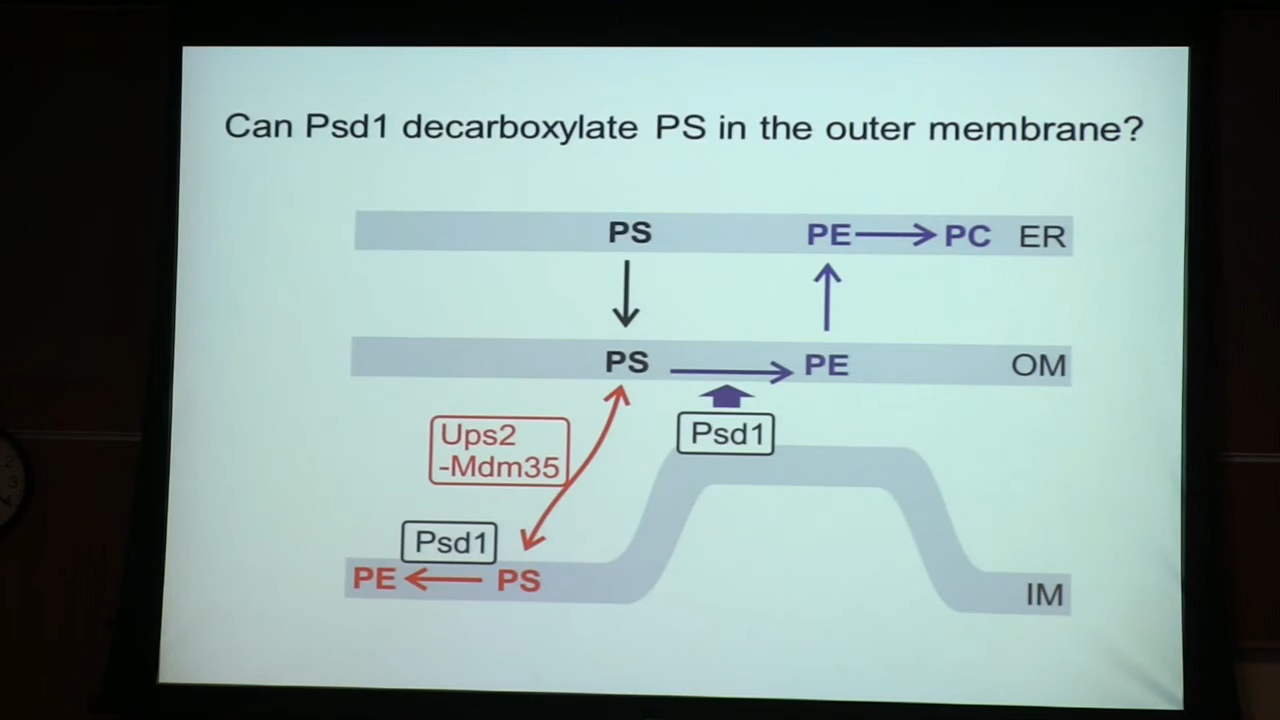 Can Psd1 decarboxylate PS in the outer membrane?
PS PE PC ER
PS PE OM
Ups2
-Mdm35
Psd1
Psd1
PE PS
IM